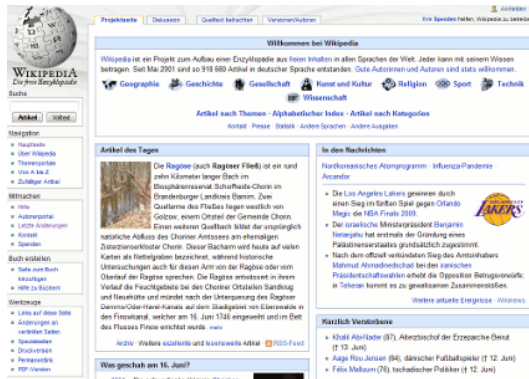 Anmelden
Projektseite Diskussion Quelltext betrachten Versionen/Autoren
Ihre Spenden helfen, Wikipedia zu betreiben
WIKIPEDIA
Die freie Enzyklopädie
Suche
Artikel Volltext
Navigation
Hauptseite
Über Wikipedia
Themenportale
Von A bis Z
Zufälliger Artikel
Mitmachen
Hilfe
Autorenportal
Letzte Änderungen
Kontakt
Spenden
Buch erstellen
Seite zum Buch
hinzufügen
Hilfe zu Büchern
Werkzeuge
Links auf diese Seite
Änderungen an
verlinkten Seiten
Spezialseiten
Druckversion
Permanentlink
PDF-Version
Willkommen bei Wikipedia
Wikipedia ist ein Projekt zum Aufbau einer Enzyklopädie aus freien Inhalten in allen Sprachen der Welt. Jeder kann mit seinem Wissen
beitragen. Seit Mai 2001 sind so 918 680 Artikel in deutscher Sprache entstanden. Gute Autorinnen und Autoren sind stets willkommen.
Geographie Geschichte Gesellschaft Kunst und Kultur Religion Sport Technik
Wissenschaft
Artikel nach Themen · Alphabetischer Index · Artikel nach Kategorien
Kontakt · Presse · Statistik · Andere Sprachen · Andere Ausgaben
Artikel des Tages
Die Ragöse (auch Ragöser Fließ) ist ein rund
zehn Kilometer langer Bach im
Biosphärenreservat Schorfheide-Chorin im
Brandenburger Landkreis Barnim. Zwei
Quellarme des Fließes liegen westlich von
Golzow, einem Ortsteil der Gemeinde Chorin.
Einen weiteren Quellbach bildet der ursprünglich
natürliche Abfluss des Choriner Amtssees am ehemaligen
Zisterzienserkloster Chorin. Dieser Bacharm wird heute auf vielen
Karten als Nettelgraben bezeichnet, während historische
Untersuchungen auch für diesen Arm von der Ragöse oder vom
Oberlauf der Ragöse sprechen. Die Ragöse entwässert in ihrem
Verlauf die Feuchtgebiete bei den Choriner Ortsteilen Sandkrug
und Neuehütte und mündet nach der Unterquerung des Ragöser
Damms/Oder-Havel-Kanals auf dem Stadtgebiet von Eberswalde in
den Finowkanal, welcher am 16. Juni 1746 eingeweiht und im Bett
des Flusses Finow errichtet wurde. mehr
Archiv · Weitere exzellente und lesenswerte Artikel · RSS-Feed
Was geschah am 16. Juni?
In den Nachrichten
Nordkoreanisches Atomprogramm · Influenza-Pandemie ·
Arcandor
Die Los Angeles Lakers gewinnen durch
einen Sieg im fünften Spiel gegen Orlando
Magic die NBA Finals 2009.
LAKERS
Der israelische Ministerpräsident Benjamin
Netanjahu hat erstmals der Gründung eines
Palästinenserstaates grundsätzlich zugestimmt.
Nach dem offiziell verkündeten Sieg des Amtsinhabers
Mahmud Ahmadinedschad bei den iranischen
Präsidentschaftswahlen erhebt die Opposition Betrugsvorwürfe;
in Teheran kommt es zu gewaltsamen Zusammenstößen.
Weitere aktuelle Ereignisse · Wikinews
Kürzlich Verstorbene
Khalil Abi-Nader (87), Alterzbischof der Erzeparchie Beirut
(† 13. Juni)
Aage Rou Jensen (84), dänischer Fußballspieler († 12. Juni)
Félix Malloum (76), tschadischer Politiker († 12. Juni)